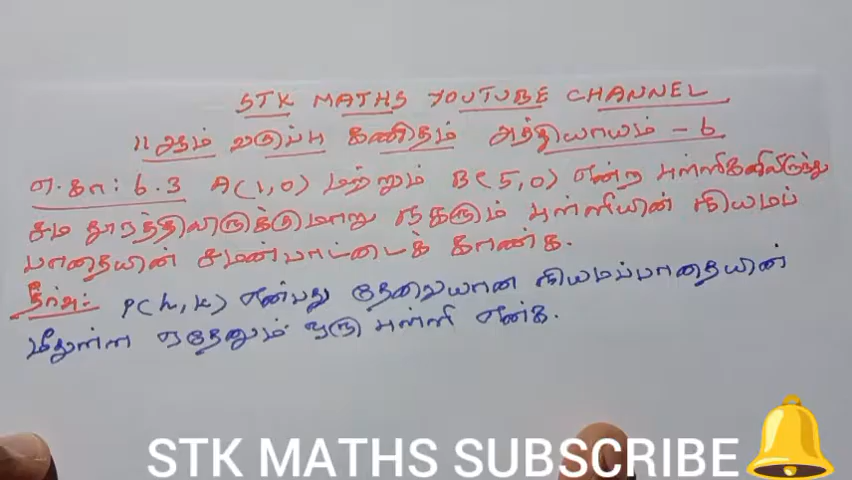 STK MATHS YOUTUBE CHANNEL
11 ஆம் வகுப்பு கணிதம் அத்தியாயம் - 6
எ.கா: 6.3 A(1,0) மற்றும் B(5,0) என்ற புள்ளிகளிலிருந்து
சம தூரத்திலிருக்குமாறு நகரும் புள்ளியின் நியமப்
பாதையின் சமன்பாட்டைக் காண்க.
தீர்வு: P(h,k) என்பது தேவையான நியமப்பாதையின்
மீதுள்ள ஏதேனும் ஒரு புள்ளி என்க.
STK MATHS SUBSCRIBE